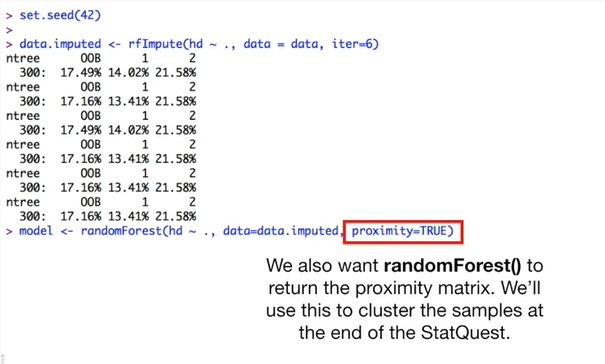 > set.seed(42)
>
> data.imputed <- rfImpute(hd ~ ., data = data, iter=6)
ntree OOB 1 2
300: 17.49% 14.02% 21.58%
ntree OOB 1 2
300: 17.16% 13.41% 21.58%
ntree OOB 1 2
300: 17.49% 14.02% 21.58%
ntree OOB 1 2
300: 17.16% 13.41% 21.58%
ntree OOB 1 2
300: 17.16% 13.41% 21.58%
ntree OOB 1 2
300: 17.16% 13.41% 21.58%
> model <- randomForest(hd ~ ., data=data.imputed, proximity=TRUE)
We also want randomForest() to
return the proximity matrix. We’ll
use this to cluster the samples at
the end of the StatQuest.